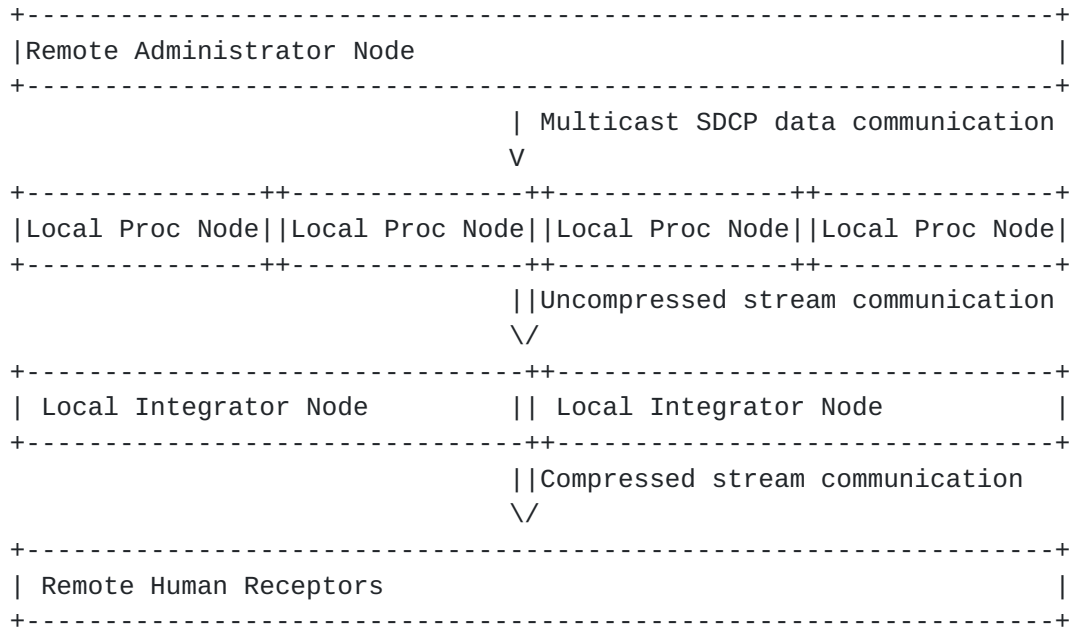 Remote Administrator Node
Multicast SDCP data communication
Local Proc Node Local Proc Node Local Proc Node Local Proc Node
Uncompressed stream communication
Local Integrator Node Local Integrator Node
Compressed stream communication
Remote Human Receptors